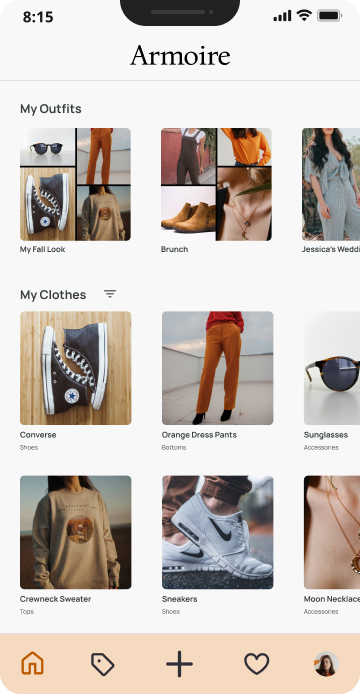 8:15
Armoire
My Outfits
My Fall Look
Brunch
Jessica's Weddi
My Clothes
Converse
Orange Dress Pants
Sunglasses
Shoes
Bottoms
Accessories
Crewneck Sweater
Sneakers
Moon Necklace
Tops
Shoes
Accessories